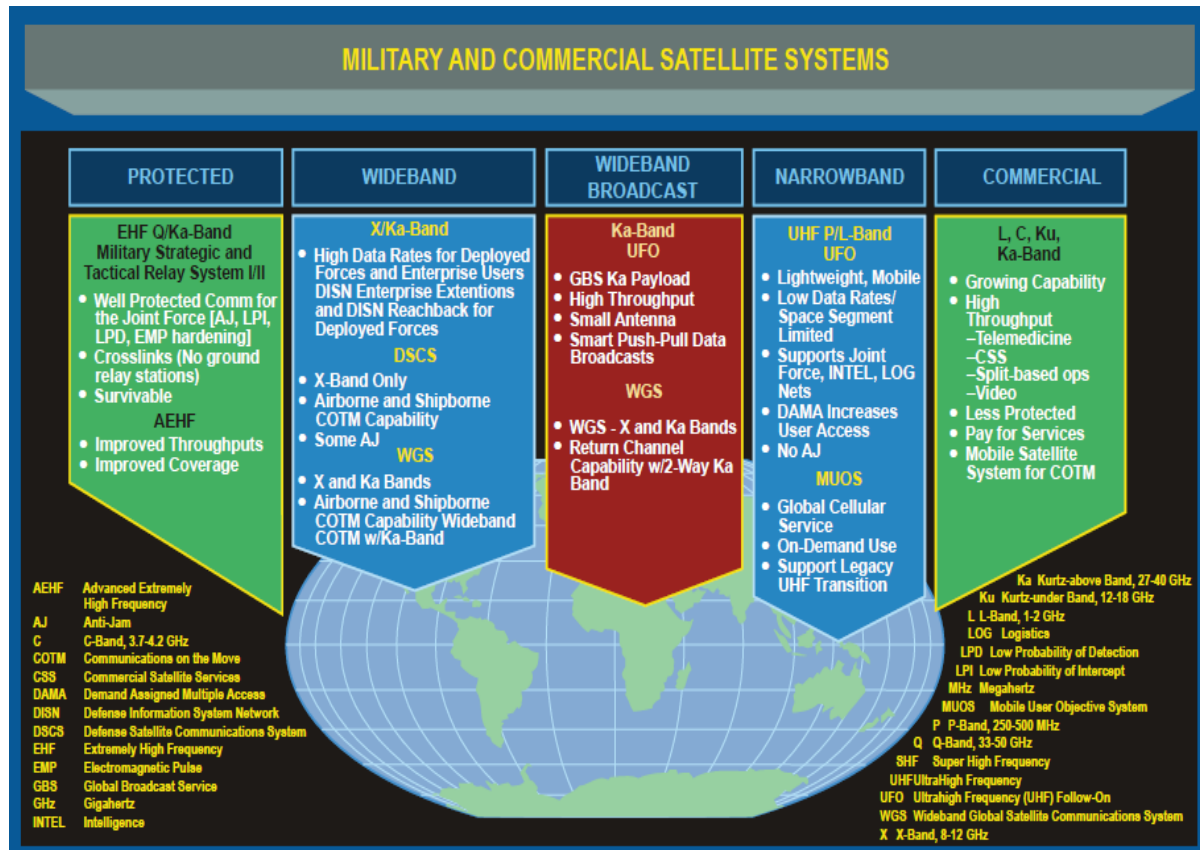 MILITARY AND COMMERCIAL SATELLITE SYSTEMS
PROTECTED
EHF Q/Ka-Band
Military Strategic and
Tactical Relay System I/II
• Well Protected Comm for
the Joint Force [AJ, LPI,
LPD, EMP hardening]
• Crosslinks (No ground
relay stations)
• Survivable
AEHF
• Improved Throughputs
• Improved Coverage
WIDEBAND
X/Ka-Band
• High Data Rates for Deployed
Forces and Enterprise Users
DISN Enterprise Extentions
and DISN Reachback for
Deployed Forces
DSCS
• X-Band Only
• Airborne and Shipborne
COTM Capability
• Some AJ
WGS
• X and Ka Bands
• Airborne and Shipborne
COTM Capability Wideband
COTM w/Ka-Band
WIDEBAND
BROADCAST
Ka-Band
UFO
• GBS Ka Payload
• High Throughput
• Small Antenna
• Smart Push-Pull Data
Broadcasts
WGS
• WGS - X and Ka Bands
• Return Channel
Capability w/2-Way Ka
Band
NARROWBAND
UHF P/L-Band
UFO
• Lightweight, Mobile
• Low Data Rates/
Space Segment
Limited
• Supports Joint
Force, INTEL, LOG
Nets
• DAMA Increases
User Access
• No AJ
MUOS
• Global Cellular
Service
• On-Demand Use
• Support Legacy
UHF Transition
COMMERCIAL
L, C, Ku,
Ka-Band
• Growing Capability
• High
Throughput
–Telemedicine
–CSS
–Split-based ops
–Video
• Less Protected
• Pay for Services
• Mobile Satellite
System for COTM
AEHF Advanced Extremely
High Frequency
AJ Anti-Jam
C C-Band, 3.7-4.2 GHz
COTM Communications on the Move
CSS Commercial Satellite Services
DAMA Demand Assigned Multiple Access
DISN Defense Information System Network
DSCS Defense Satellite Communications System
EHF Extremely High Frequency
EMP Electromagnetic Pulse
GBS Global Broadcast Service
GHz Gigahertz
INTEL Intelligence
Ka Kurtz-above Band, 27-40 GHz
Ku Kurtz-under Band, 12-18 GHz
L L-Band, 1-2 GHz
LOG Logistics
LPD Low Probability of Detection
LPI Low Probability of Intercept
MHz Megahertz
MUOS Mobile User Objective System
P P-Band, 250-500 MHz
Q Q-Band, 33-50 GHz
SHF Super High Frequency
UHF UltraHigh Frequency
UFO Ultrahigh Frequency (UHF) Follow-On
WGS Wideband Global Satellite Communications System
X X-Band, 8-12 GHz